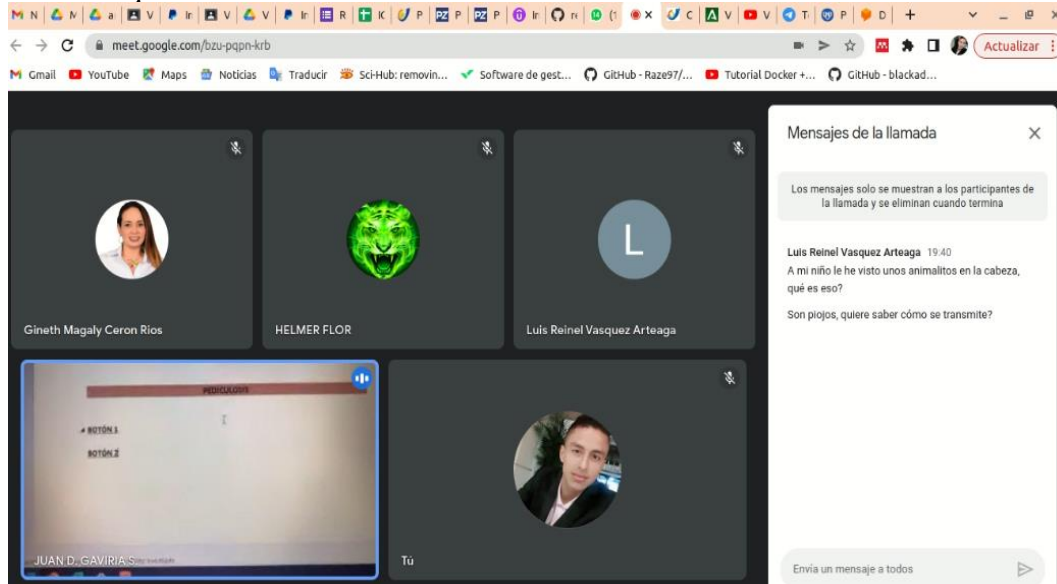 meet.google.com/bzu-pqpn-krb
Actualizar
Gmail YouTube Maps Noticias Traducir Sci-Hub: removin... Software de gest... GitHub - Raze97/... Tutorial Docker +... GitHub - blackad...
Gineth Magaly Ceron Rios
HELMER FLOR
L
Luis Reinel Vasquez Arteaga
PEDICULOSIS
BOTÓN 1
BOTÓN 2
JUAN D. GAVIRIA S
Tú
Mensajes de la llamada
Los mensajes solo se muestran a los participantes de
la llamada y se eliminan cuando termina
Luis Reinel Vasquez Arteaga 19:40
A mi niño le he visto unos animalitos en la cabeza,
qué es eso?
Son piojos, quiere saber cómo se transmite?
Envía un mensaje a todos